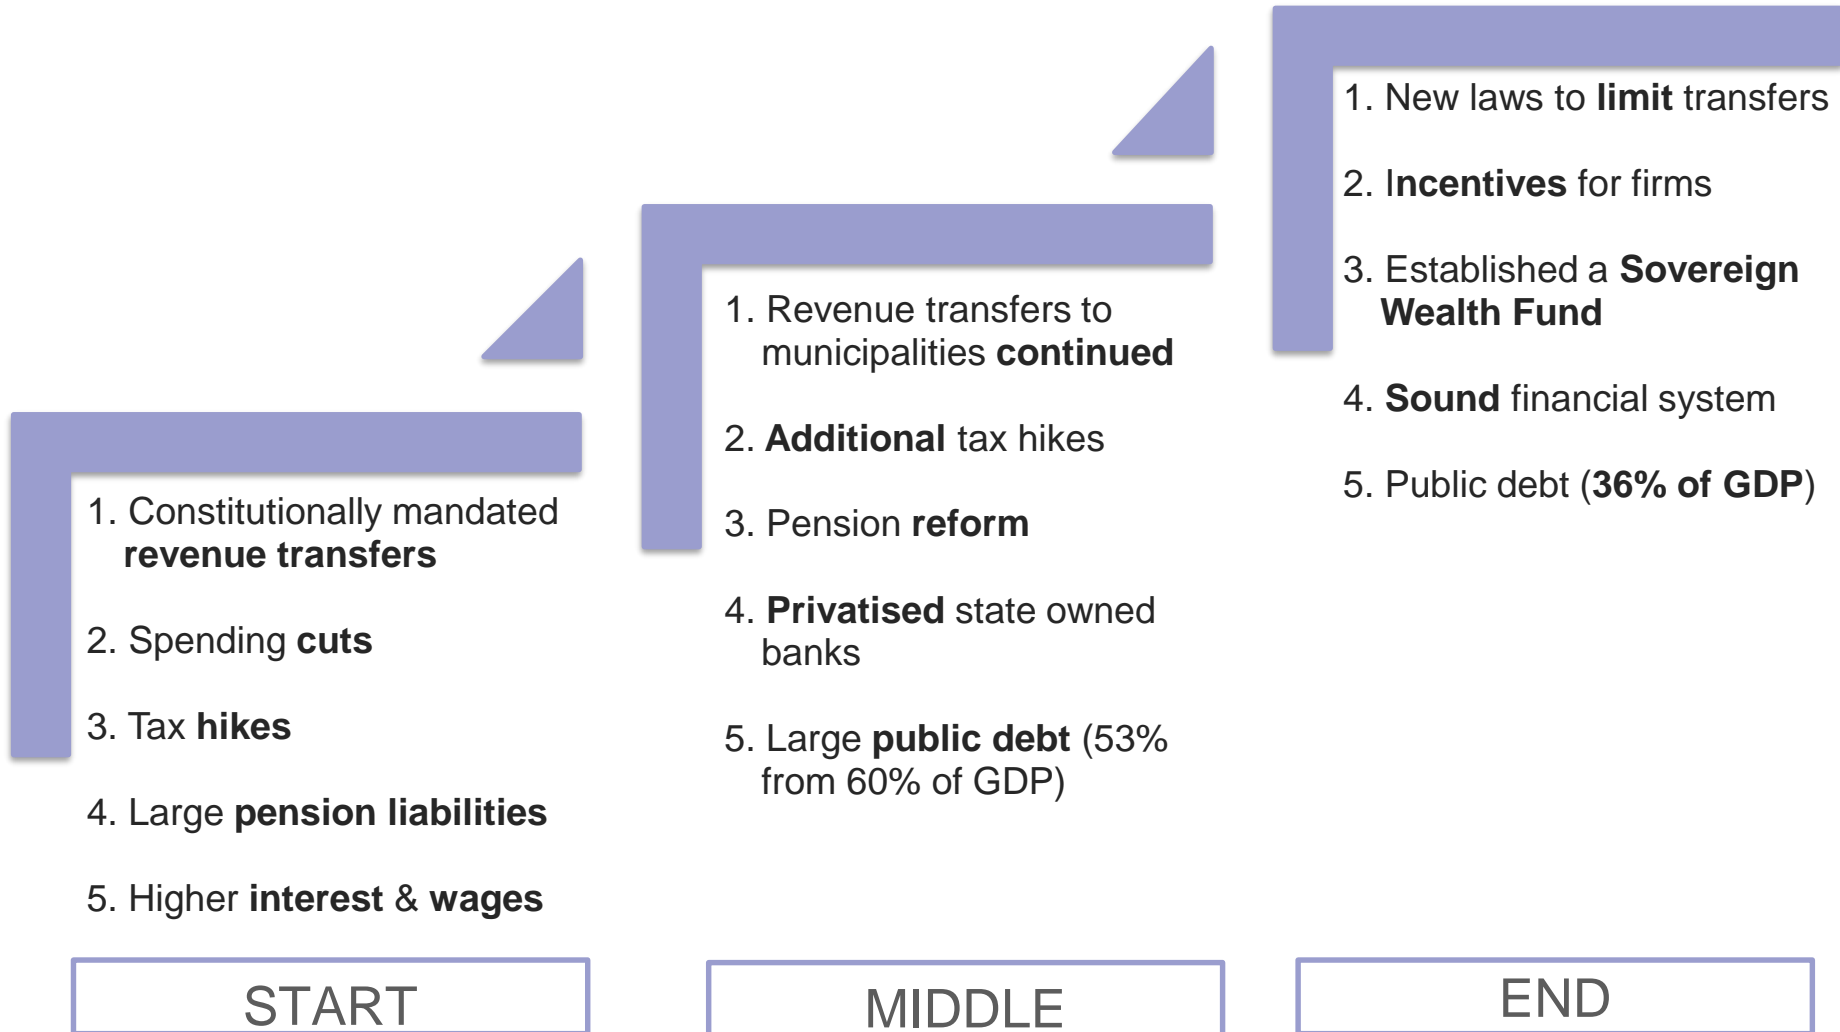 1. Constitutionally mandated
revenue transfers
2. Spending cuts
3. Tax hikes
4. Large pension liabilities
5. Higher interest & wages
START
1. Revenue transfers to
municipalities continued
2. Additional tax hikes
3. Pension reform
4. Privatised state owned
banks
5. Large public debt (53%
from 60% of GDP)
MIDDLE
1. New laws to limit transfers
2. Incentives for firms
3. Established a Sovereign
Wealth Fund
4. Sound financial system
5. Public debt (36% of GDP)
END